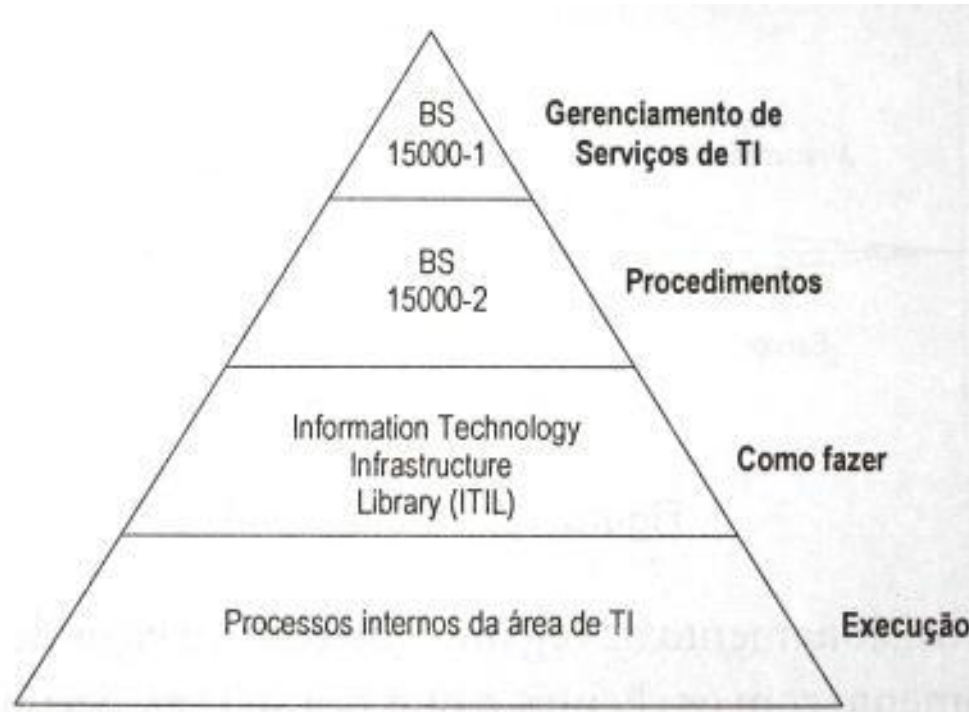 BS
15000-1
Gerenciamento de
Serviços de TI
BS
15000-2
Procedimentos
Information Technology
Infrastructure
Library (ITIL)
Como fazer
Processos internos da área de TI
Execução